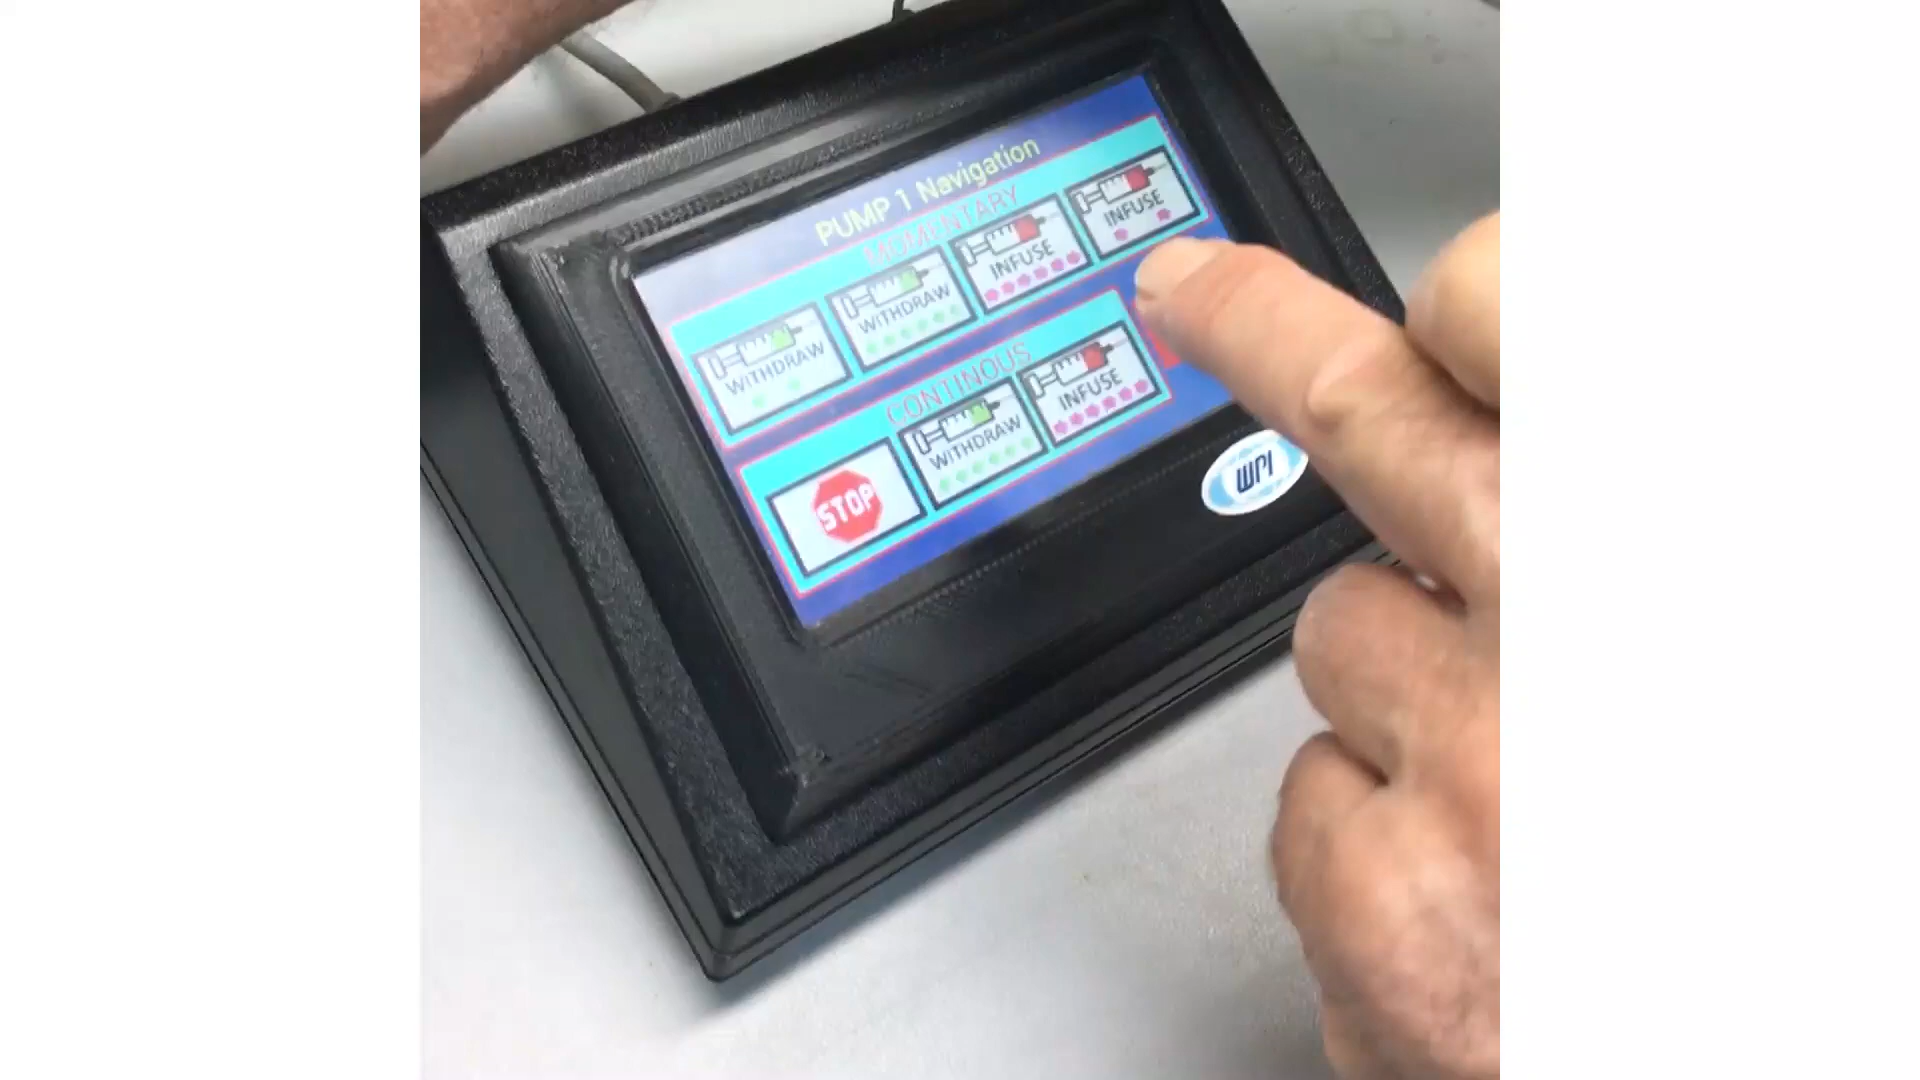 PUMP 1 Navigation
MOMENTARY
WITHDRAW
WITHDRAW
INFUSE
INFUSE
CONTINOUS
STOP
WITHDRAW
INFUSE
WPI